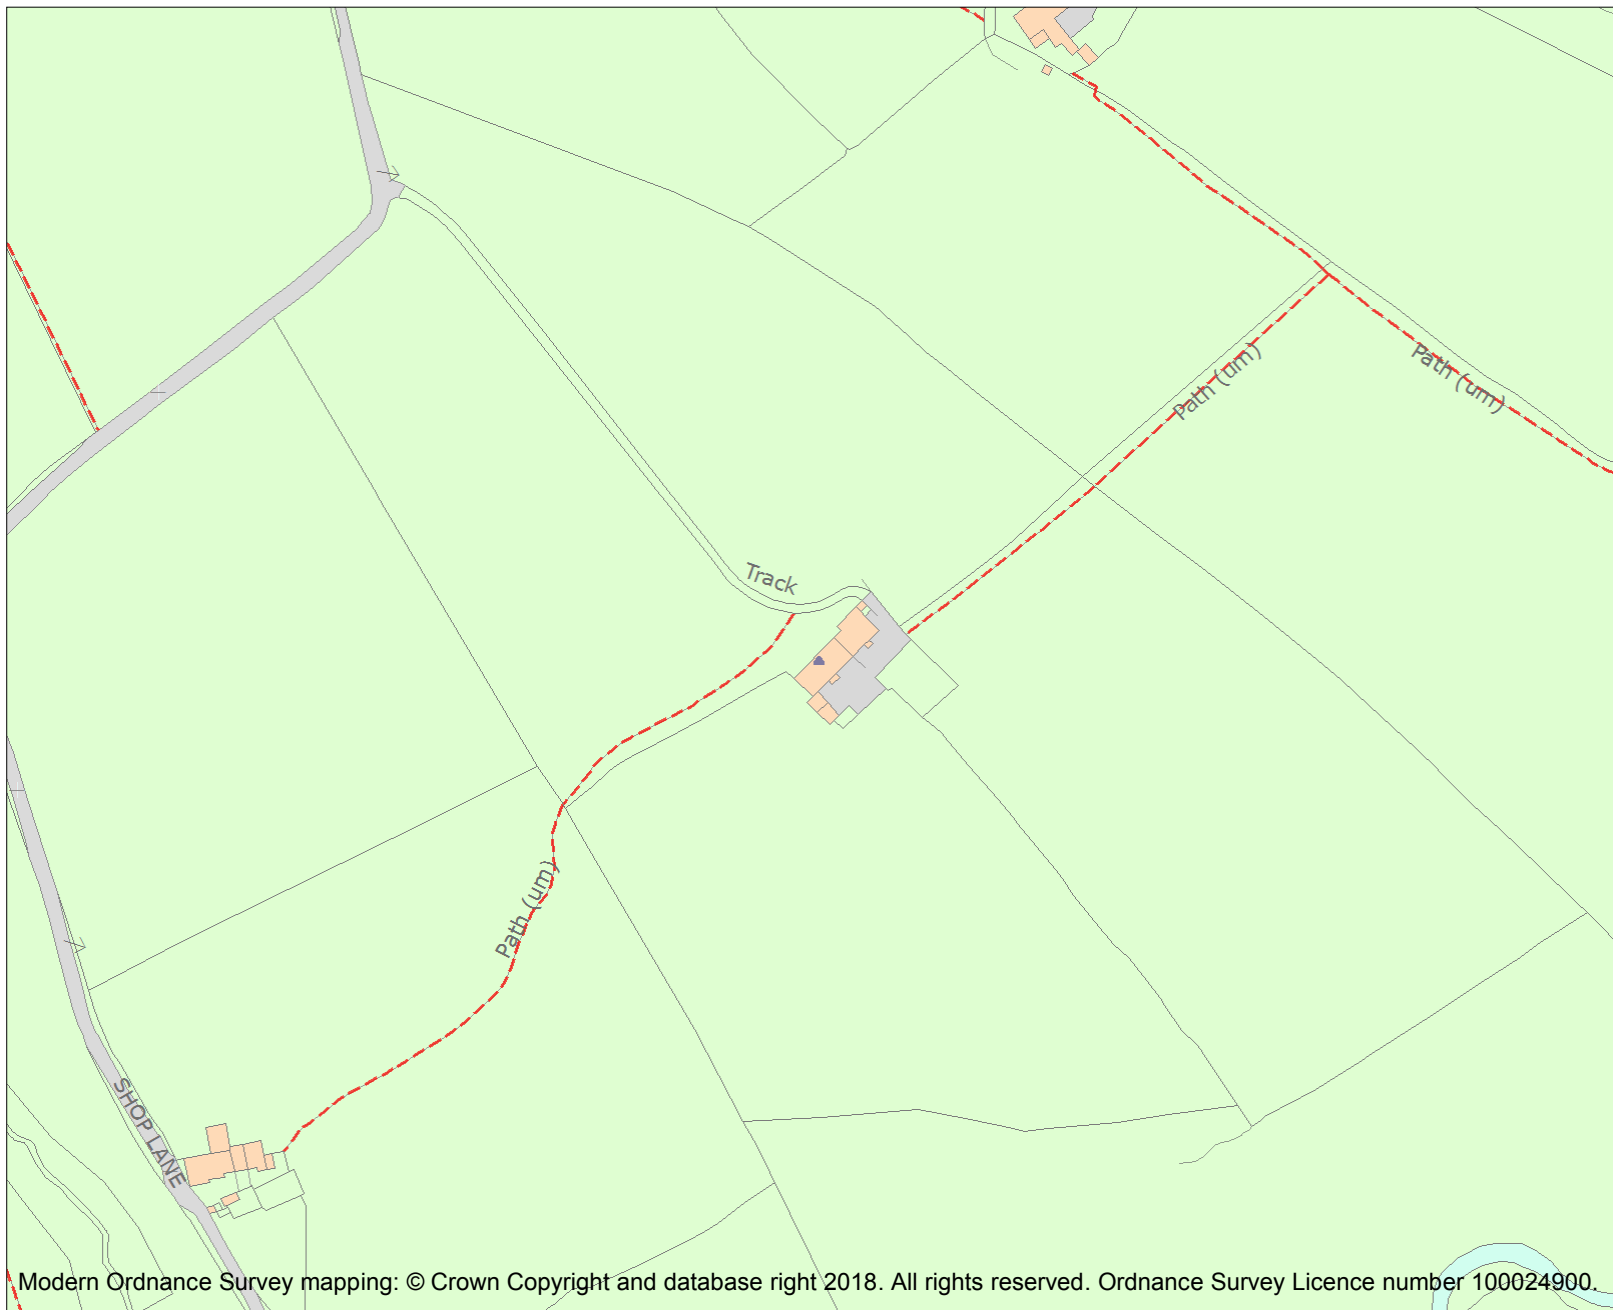 Path (um)
Path (um)
Track
Path (um)
SHOP LANE
Modern Ordnance Survey mapping: © Crown Copyright and database right 2018. All rights reserved. Ordnance Survey Licence number 100024900.